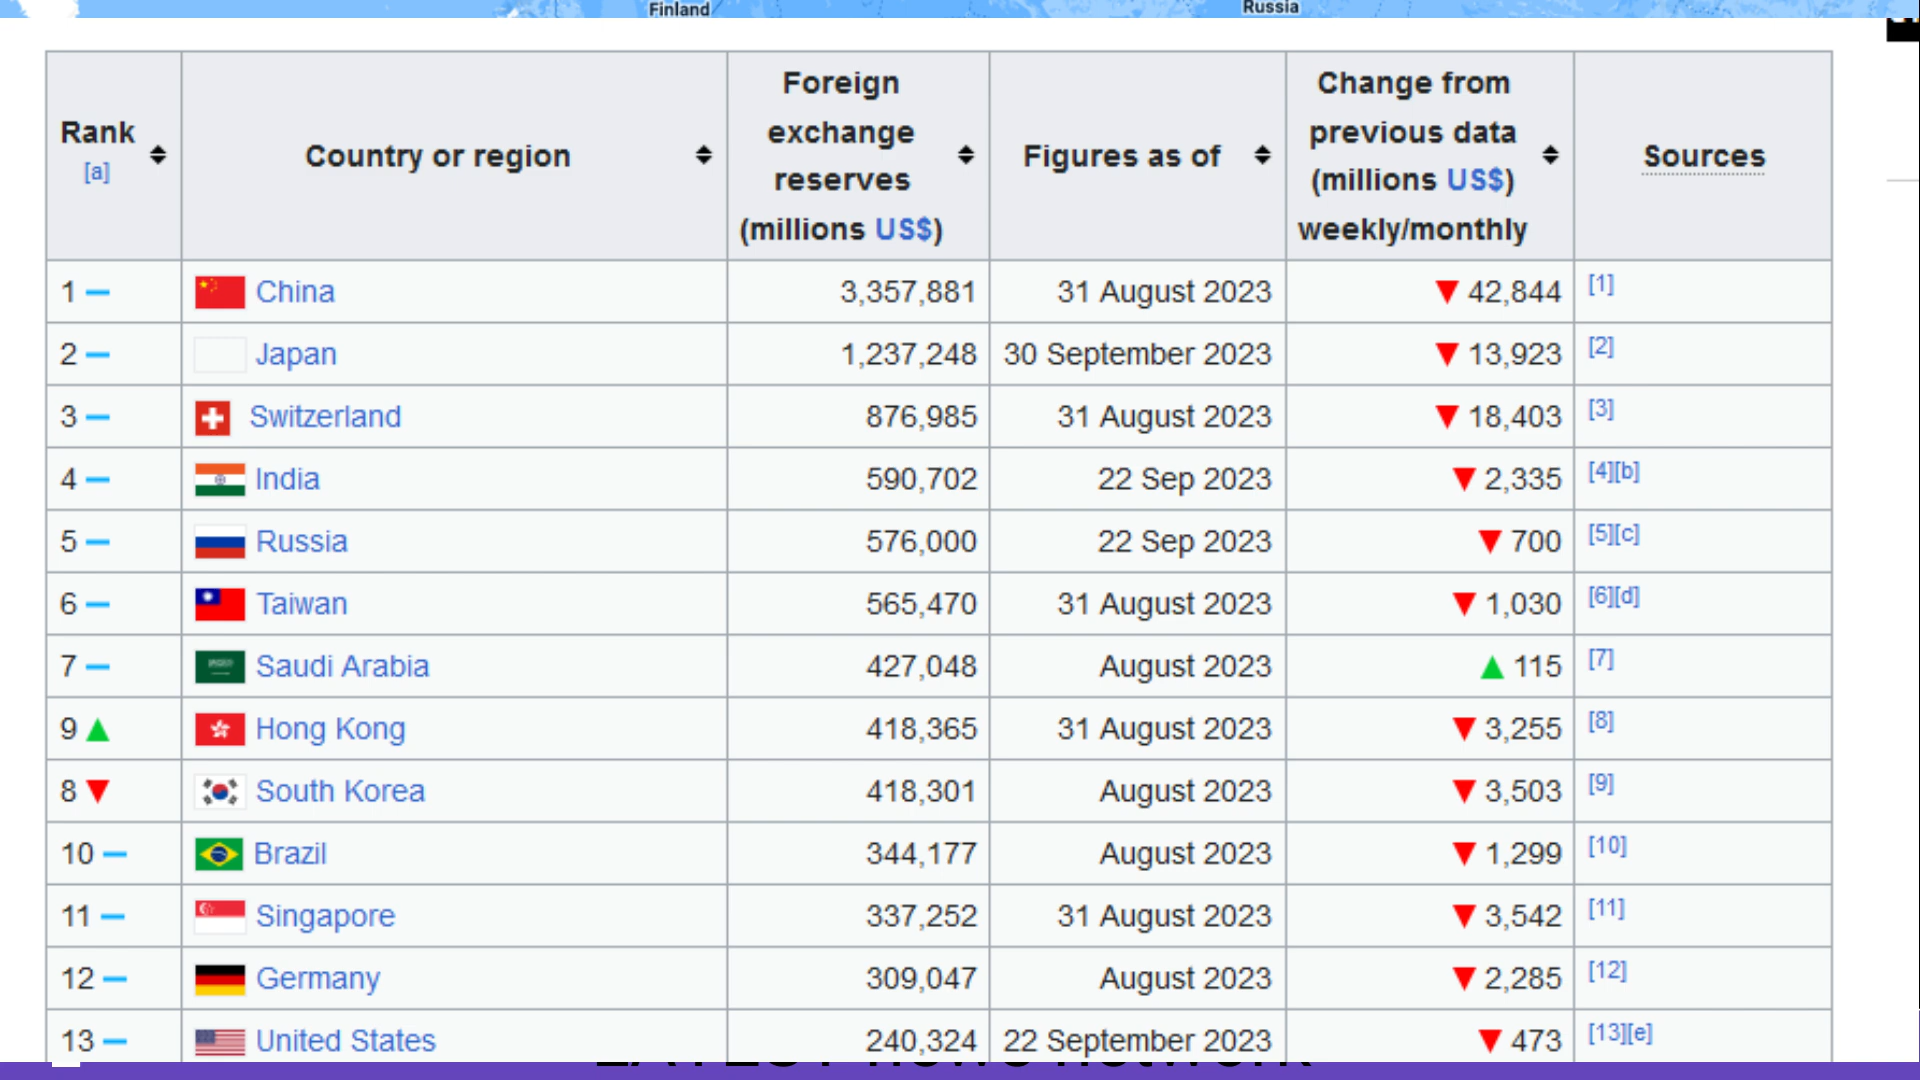 Finland
Russia
Rank
[a]
Country or region
Foreign
exchange
reserves
(millions US$)
Figures as of
Change from
previous data
(millions US$)
weekly/monthly
Sources
1 China 3,357,881 31 August 2023 ▼ 42,844 [1]
2 Japan 1,237,248 30 September 2023 ▼ 13,923 [2]
3 Switzerland 876,985 31 August 2023 ▼ 18,403 [3]
4 India 590,702 22 Sep 2023 ▼ 2,335 [4][b]
5 Russia 576,000 22 Sep 2023 ▼ 700 [5][c]
6 Taiwan 565,470 31 August 2023 ▼ 1,030 [6][d]
7 Saudi Arabia 427,048 August 2023 ▲ 115 [7]
9 ▲ Hong Kong 418,365 31 August 2023 ▼ 3,255 [8]
8 ▼ South Korea 418,301 August 2023 ▼ 3,503 [9]
10 Brazil 344,177 August 2023 ▼ 1,299 [10]
11 Singapore 337,252 31 August 2023 ▼ 3,542 [11]
12 Germany 309,047 August 2023 ▼ 2,285 [12]
13 United States 240,324 22 September 2023 ▼ 473 [13][e]